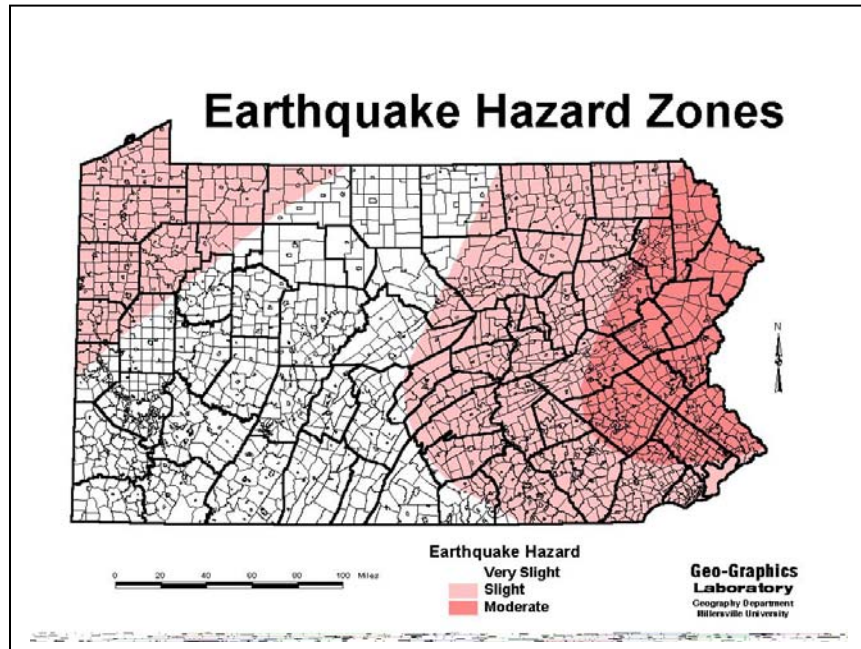 Earthquake Hazard Zones
N
Earthquake Hazard
Very Slight
Slight
Moderate
0 20 40 60 80 100 Miles
Geo-Graphics
Laboratory
Geography Department
Millersville University